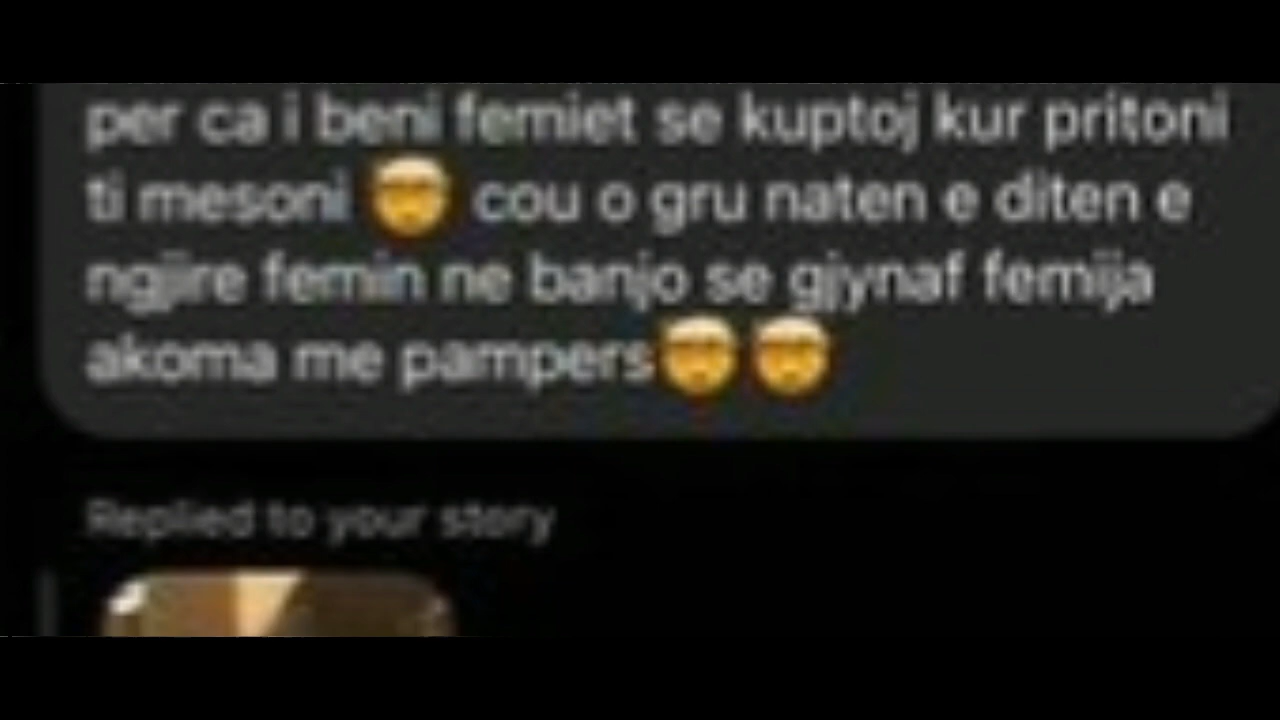 per ca i beni femiet se kuptoj kur pritoni
ti mesoni 🤯 cou o gru naten e diten e
ngjire femin ne banjo se gjynaf femija
akoma me pampers🤯🤯
Replied to your story